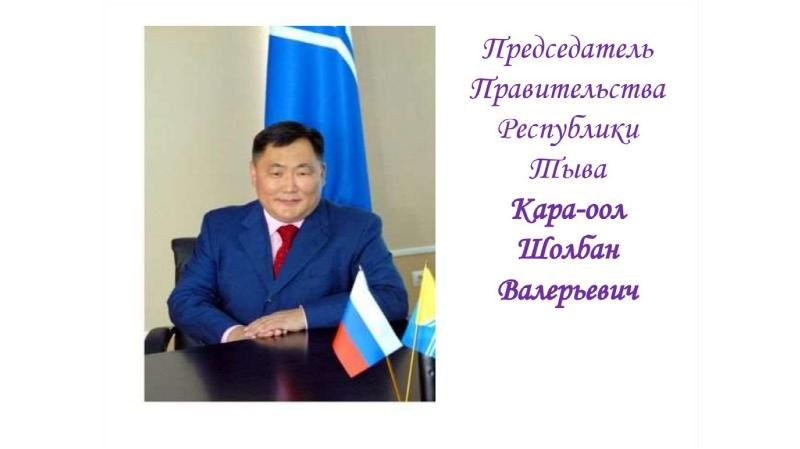 Председатель
Правительства
Республики
Тыва
Кара-оол
Шолбан
Валерьевич